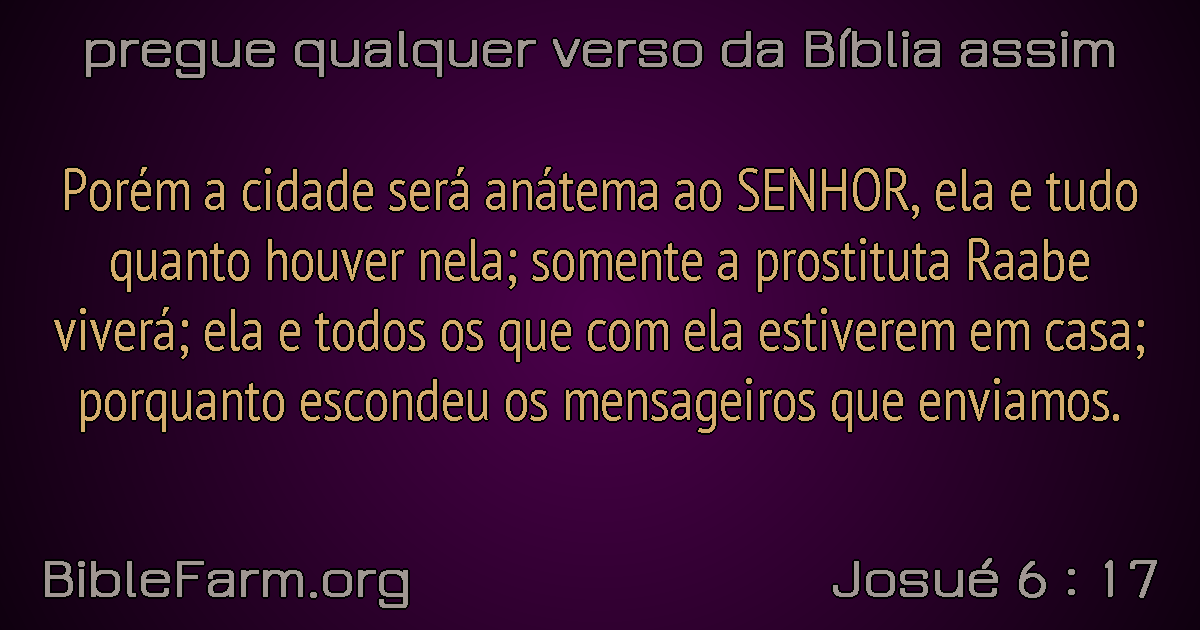 pregue qualquer verso da Bíblia assim
Porém a cidade será anátema ao SENHOR, ela e tudo
quanto houver nela; somente a prostituta Raabe
viverá; ela e todos os que com ela estiverem em casa;
porquanto escondeu os mensageiros que enviamos.
BibleFarm.org
Josué 6 : 17